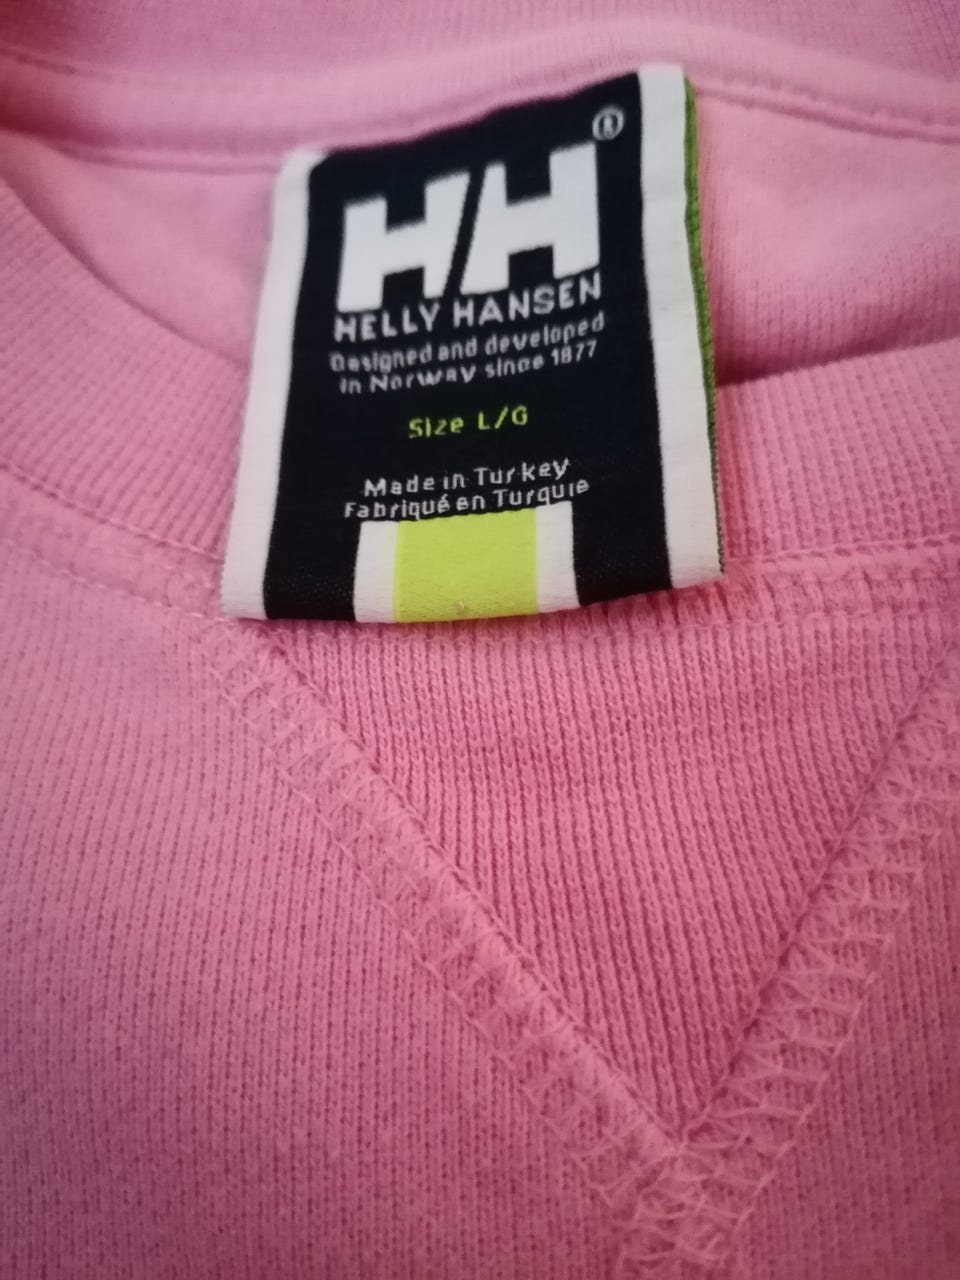 HH®
HELLY HANSEN
Designed and developed
in Norway since 1877
Size L/G
Made in Turkey
Fabriqué en Turquie